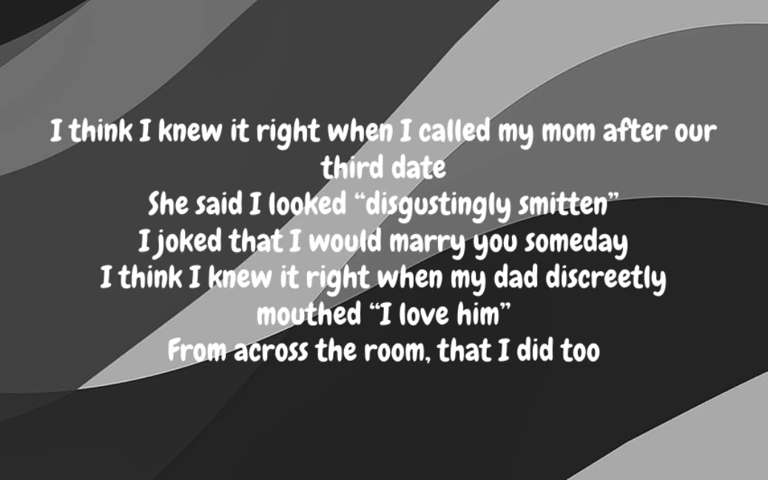 I think I knew it right when I called my mom after our
third date
She said I looked “disgustingly smitten”
I joked that I would marry you someday
I think I knew it right when my dad discreetly
mouthed “I love him”
From across the room, that I did too